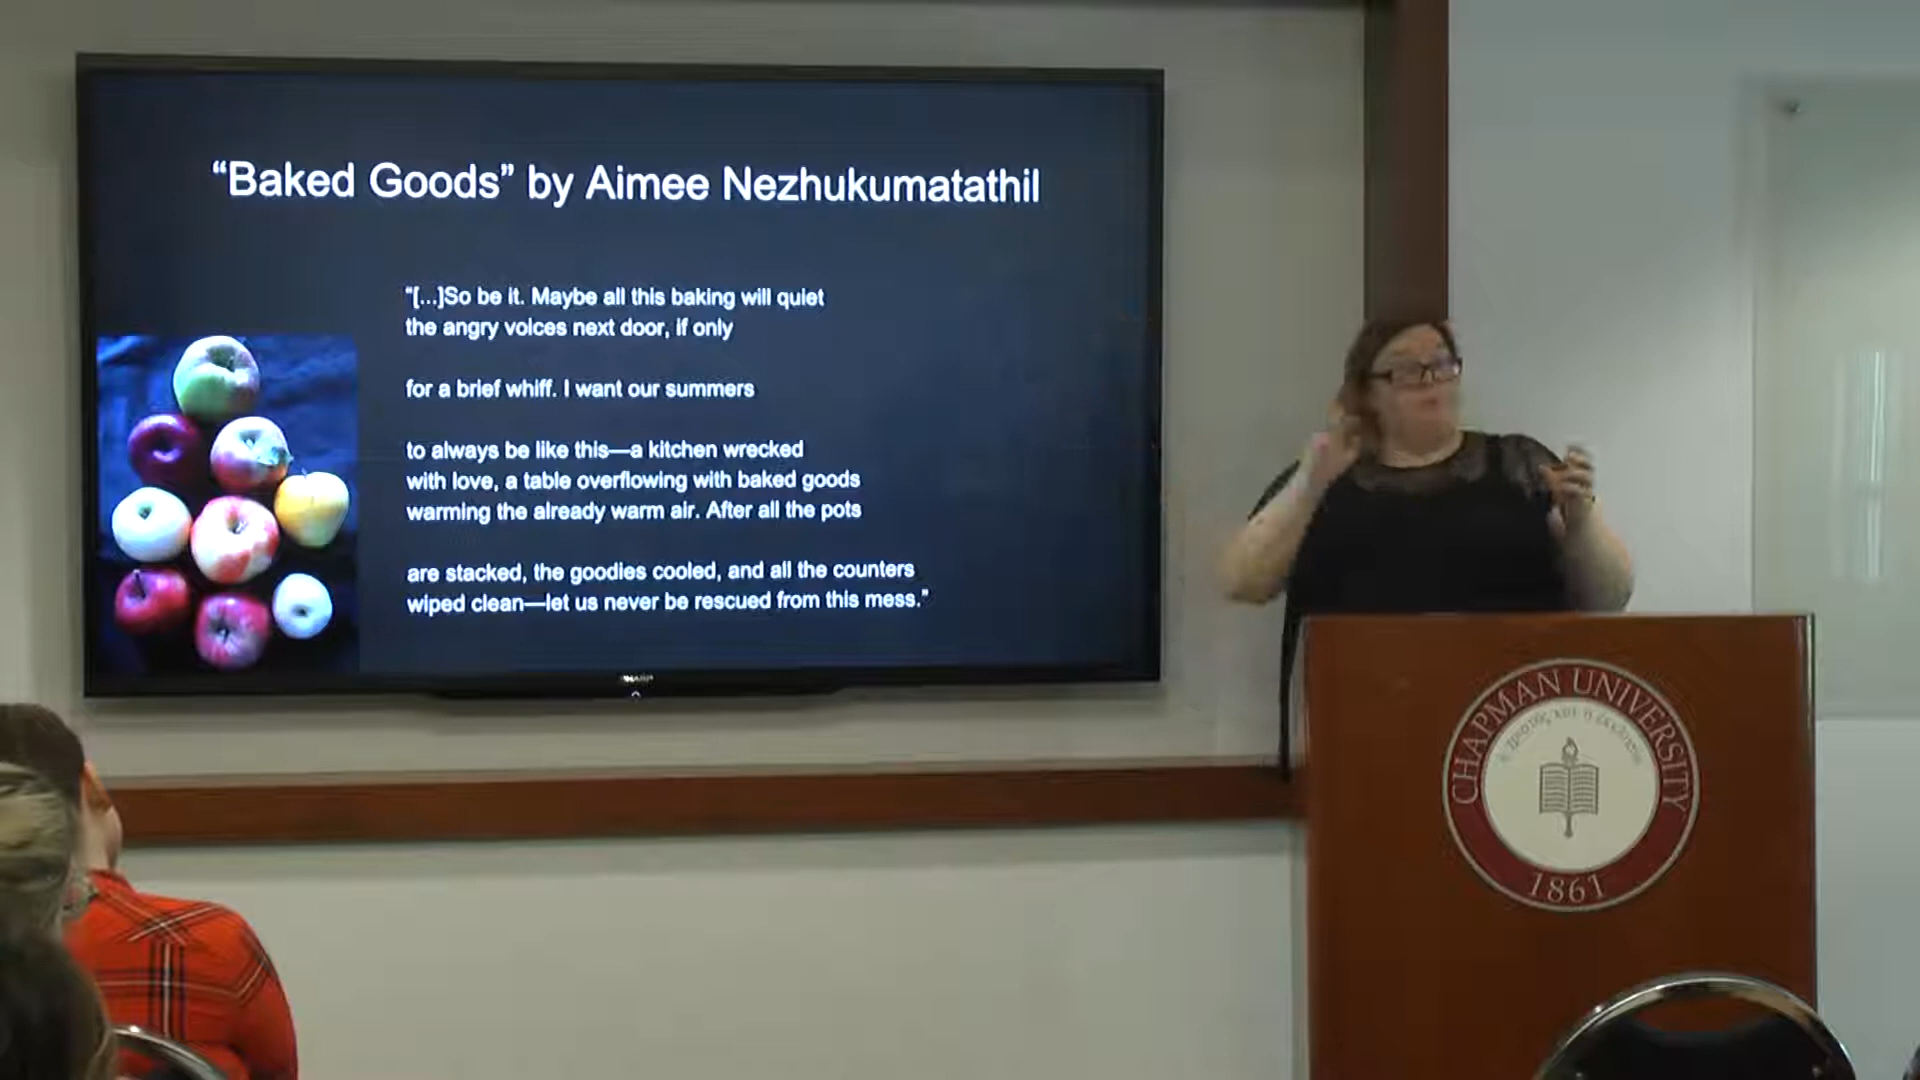 “Baked Goods” by Aimee Nezhukumatathil
“[...]So be it. Maybe all this baking will quiet
the angry voices next door, if only
for a brief whiff. I want our summers
to always be like this—a kitchen wrecked
with love, a table overflowing with baked goods
warming the already warm air. After all the pots
are stacked, the goodies cooled, and all the counters
wiped clean—let us never be rescued from this mess.”
SHARP
CHAPMAN UNIVERSITY
1861